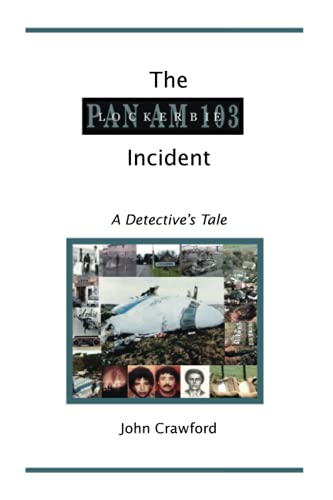 The
PAN AM 103
LOCKERBIE
Incident
A Detective's Tale
John Crawford